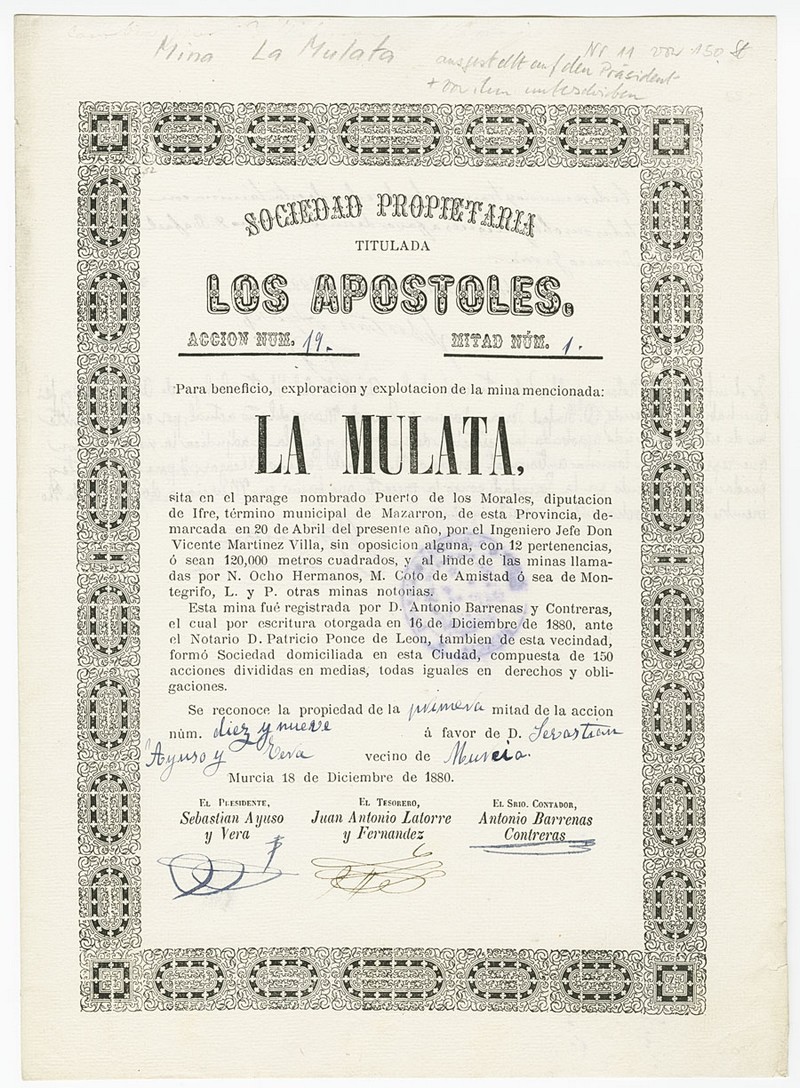 Mina La Mulata
Nr 11 von 150 St
ausgestellt auf den Präsident
+ von ihm unterschrieben
SOCIEDAD PROPIETARIA
TITULADA
LOS APOSTOLES.
ACCION NUM. 19. MITAD NÚM. 1.
Para beneficio, exploracion y explotacion de la mina mencionada:
LA MULATA,
sita en el parage nombrado Puerto de los Morales, diputacion
de Ifre, término municipal de Mazarron, de esta Provincia, de-
marcada en 20 de Abril del presente año, por el Ingeniero Jefe Don
Vicente Martinez Villa, sin oposicion alguna, con 12 pertenencias,
ó sean 120,000 metros cuadrados, y al linde de las minas llama-
das por N. Ocho Hermanos, M. Coto de Amistad ó sea de Mon-
tegrifo, L. y P. otras minas notorias.
Esta mina fué registrada por D. Antonio Barrenas y Contreras,
el cual por escritura otorgada en 16 de Diciembre de 1880, ante
el Notario D. Patricio Ponce de Leon, tambien de esta vecindad,
formó Sociedad domiciliada en esta Ciudad, compuesta de 150
acciones divididas en medias, todas iguales en derechos y obli-
gaciones.
Se reconoce la propiedad de la primera mitad de la accion
núm. diez y nueve á favor de D. Sebastian
Ayuso y Vera vecino de Murcia.
Murcia 18 de Diciembre de 1880.
EL PRESIDENTE, EL TESORERO, EL SRIO. CONTADOR,
Sebastian Ayuso Juan Antonio Latorre Antonio Barrenas
y Vera y Fernandez Contreras